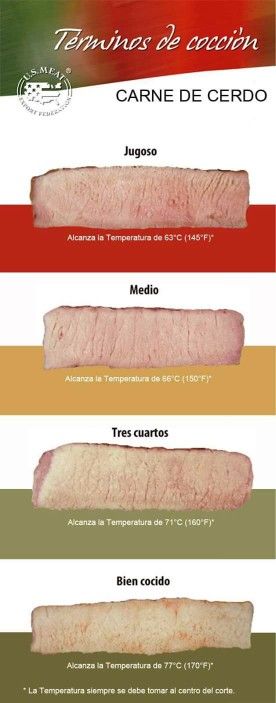 Términos de cocción
U.S. MEAT
EXPORT FEDERATION
CARNE DE CERDO
Jugoso
Alcanza la Temperatura de 63°C (145°F)*
Medio
Alcanza la Temperatura de 66°C (150°F)*
Tres cuartos
Alcanza la Temperatura de 71°C (160°F)*
Bien cocido
Alcanza la Temperatura de 77°C (170°F)*
* La Temperatura siempre se debe tomar al centro del corte.